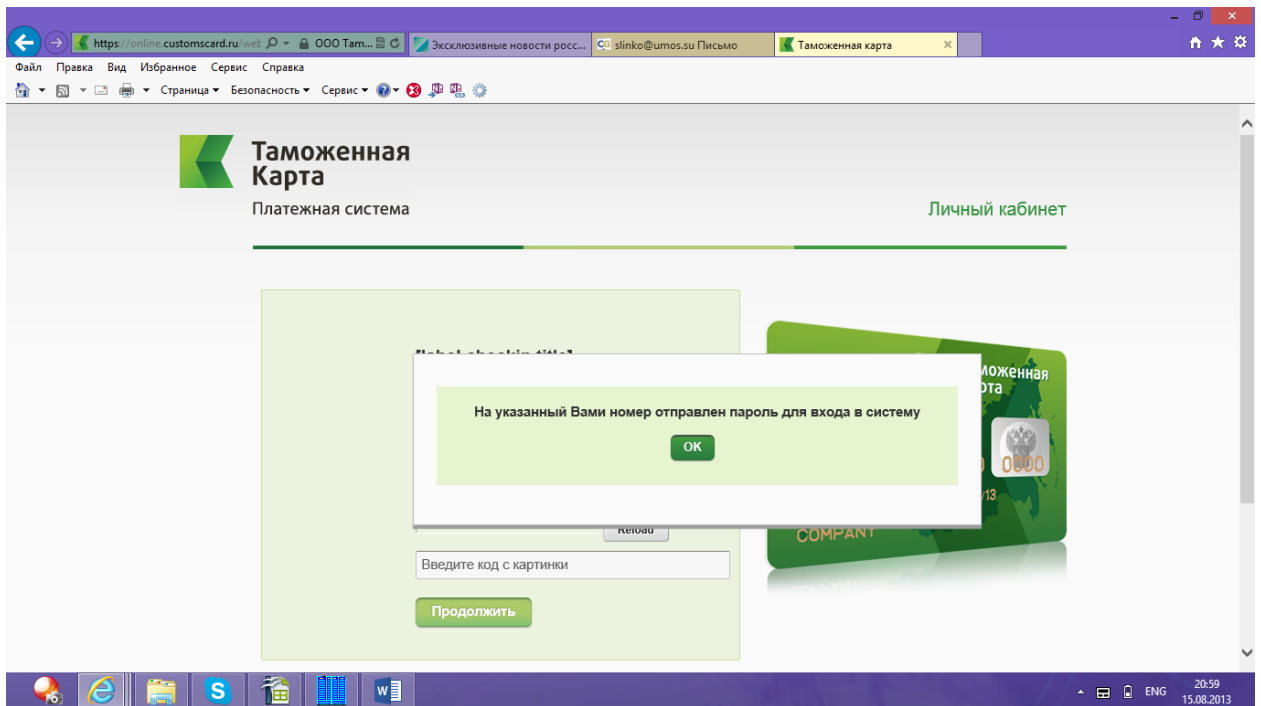 https://online.customscard.ru/wet
ООО Там...
Эксклюзивные новости росс...
slinko@umos.su Письмо
Таможенная карта
Файл Правка Вид Избранное Сервис Справка
Страница Безопасность Сервис
Таможенная
Карта
Платежная система
Личный кабинет
На указанный Вами номер отправлен пароль для входа в систему
OK
0000
/13
COMPANY
Reload
Введите код с картинки
Продолжить
ENG
20:59
15.08.2013